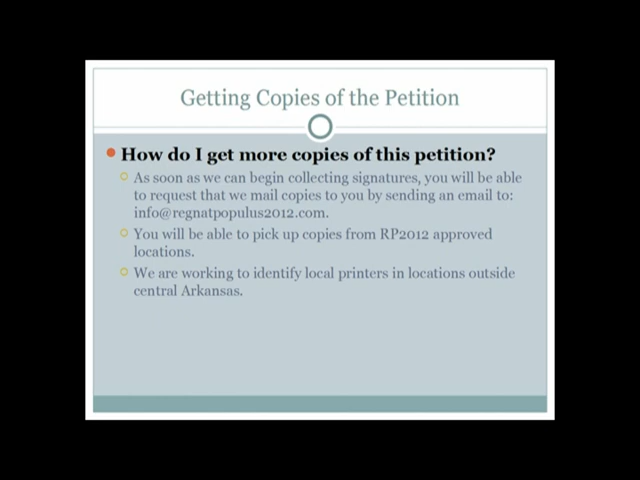 Getting Copies of the Petition
How do I get more copies of this petition?
As soon as we can begin collecting signatures, you will be able
to request that we mail copies to you by sending an email to:
info@regnatpopulus2012.com.
You will be able to pick up copies from RP2012 approved
locations.
We are working to identify local printers in locations outside
central Arkansas.